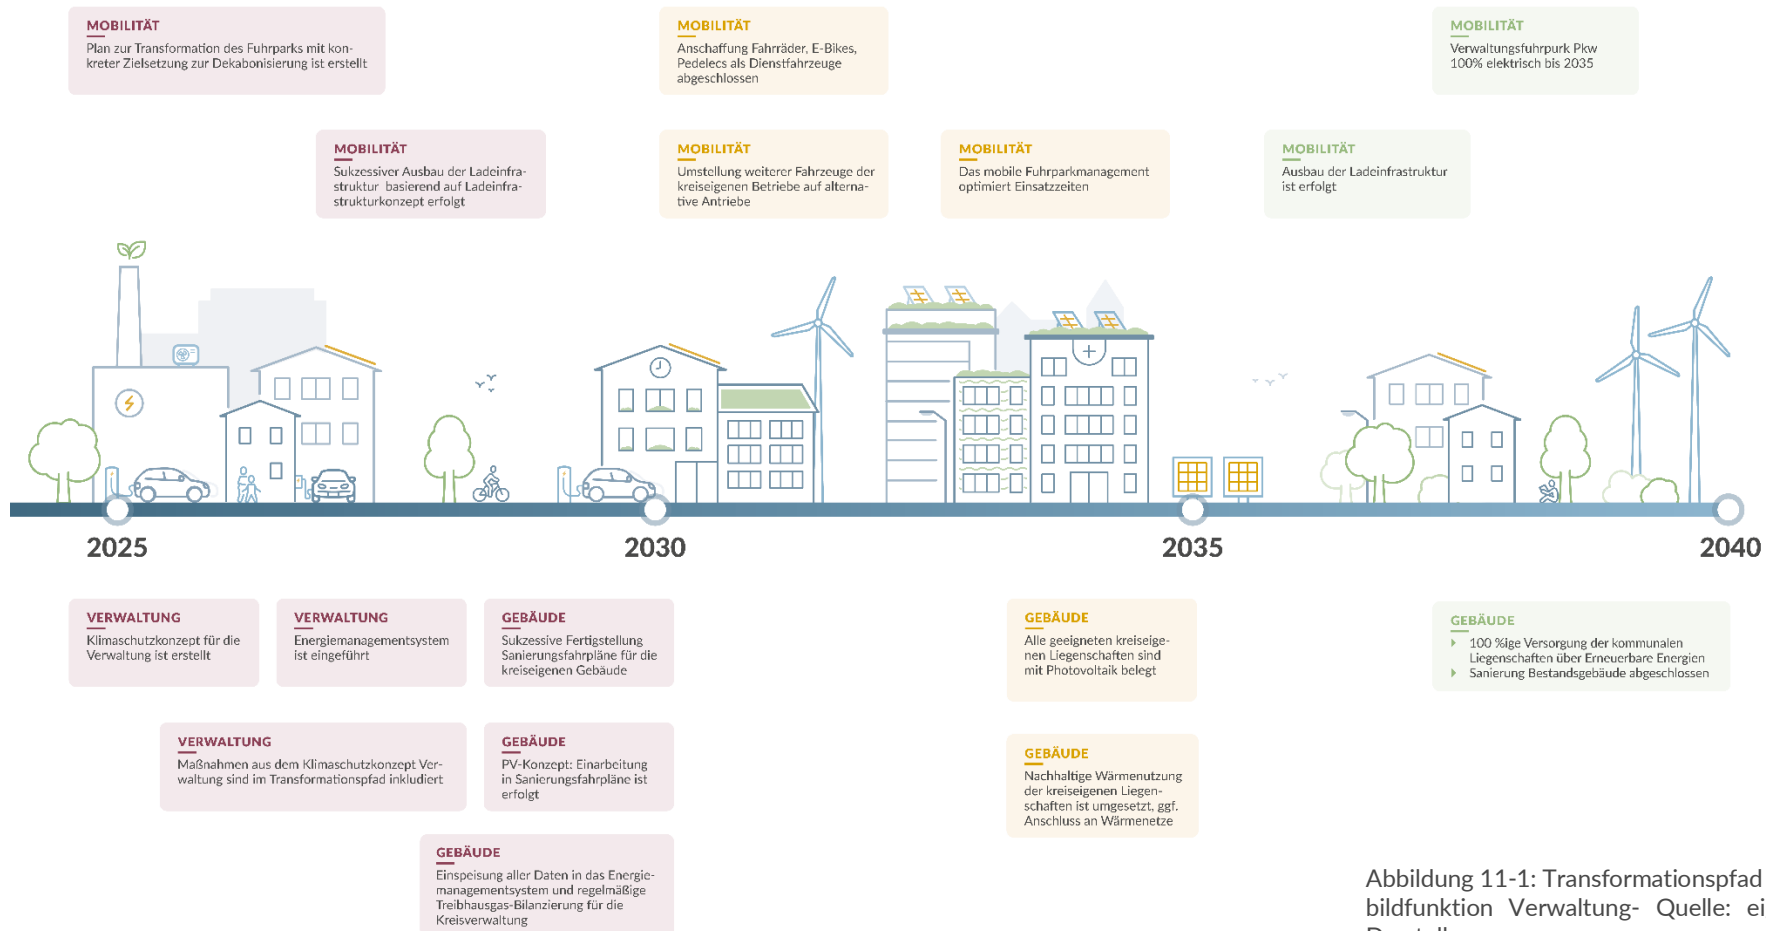 MOBILITÄT
Plan zur Transformation des Fuhrparks mit kon-
kreter Zielsetzung zur Dekabonisierung ist erstellt
MOBILITÄT
Anschaffung Fahrräder, E-Bikes,
Pedelecs als Dienstfahrzeuge
abgeschlossen
MOBILITÄT
Verwaltungsfuhrpurk Pkw
100% elektrisch bis 2035
MOBILITÄT
Sukzessiver Ausbau der Ladeinfra-
struktur basierend auf Ladeinfra-
strukturkonzept erfolgt
MOBILITÄT
Umstellung weiterer Fahrzeuge der
kreiseigenen Betriebe auf alterna-
tive Antriebe
MOBILITÄT
Das mobile Fuhrparkmanagement
optimiert Einsatzzeiten
MOBILITÄT
Ausbau der Ladeinfrastruktur
ist erfolgt
2025
2030
2035
2040
VERWALTUNG
Klimaschutzkonzept für die
Verwaltung ist erstellt
VERWALTUNG
Energiemanagementsystem
ist eingeführt
GEBÄUDE
Sukzessive Fertigstellung
Sanierungsfahrpläne für die
kreiseigenen Gebäude
GEBÄUDE
Alle geeigneten kreiseige-
nen Liegenschaften sind
mit Photovoltaik belegt
GEBÄUDE
100 %ige Versorgung der kommunalen
Liegenschaften über Erneuerbare Energien
Sanierung Bestandsgebäude abgeschlossen
VERWALTUNG
Maßnahmen aus dem Klimaschutzkonzept Ver-
waltung sind im Transformationspfad inkludiert
GEBÄUDE
PV-Konzept: Einarbeitung
in Sanierungsfahrpläne ist
erfolgt
GEBÄUDE
Nachhaltige Wärmenutzung
der kreiseigenen Liegen-
schaften ist umgesetzt, ggf.
Anschluss an Wärmenetze
GEBÄUDE
Einspeisung aller Daten in das Energie-
managementsystem und regelmäßige
Treibhausgas-Bilanzierung für die
Kreisverwaltung
Abbildung 11-1: Transformationspfad
bildfunktion Verwaltung- Quelle: ei